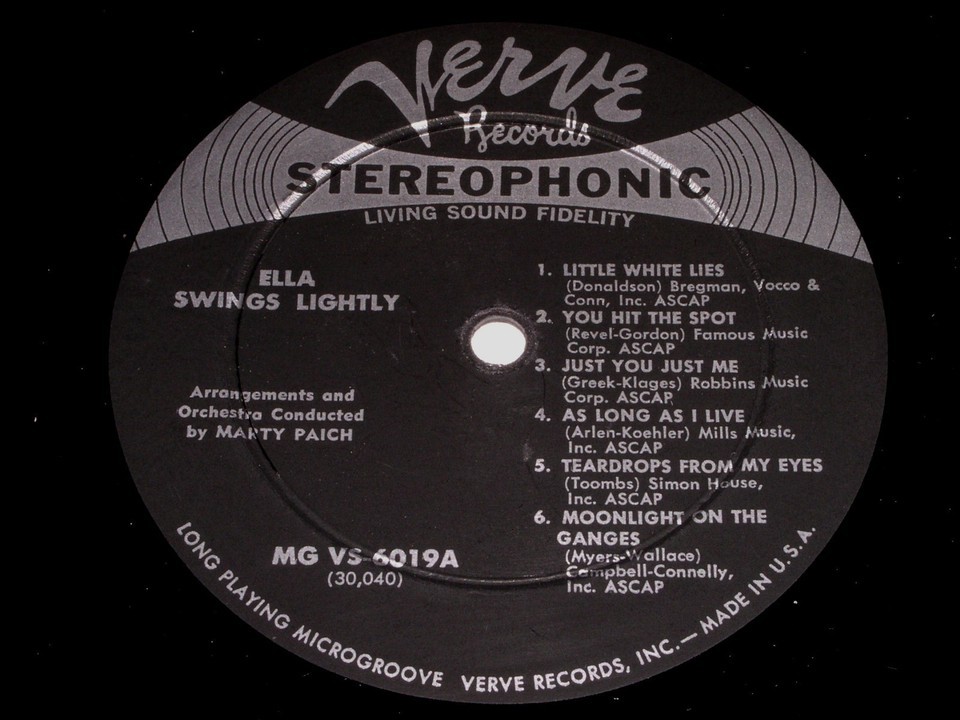 Verve
Records
STEREOPHONIC
LIVING SOUND FIDELITY
ELLA
SWINGS LIGHTLY
Arrangements and
Orchestra Conducted
by MARTY PAICH
MG VS-6019A
(30,040)
1. LITTLE WHITE LIES
(Donaldson) Bregman, Vocco &
Conn, Inc. ASCAP
2. YOU HIT THE SPOT
(Revel-Gordon) Famous Music
Corp. ASCAP
3. JUST YOU JUST ME
(Greek-Klages) Robbins Music
Corp. ASCAP
4. AS LONG AS I LIVE
(Arlen-Koehler) Mills Music,
Inc. ASCAP
5. TEARDROPS FROM MY EYES
(Toombs) Simon House,
Inc. ASCAP
6. MOONLIGHT ON THE
GANGES
(Myers-Wallace)
Campbell-Connelly,
Inc. ASCAP
LONG PLAYING MICROGROOVE VERVE RECORDS, INC.— MADE IN U.S.A.